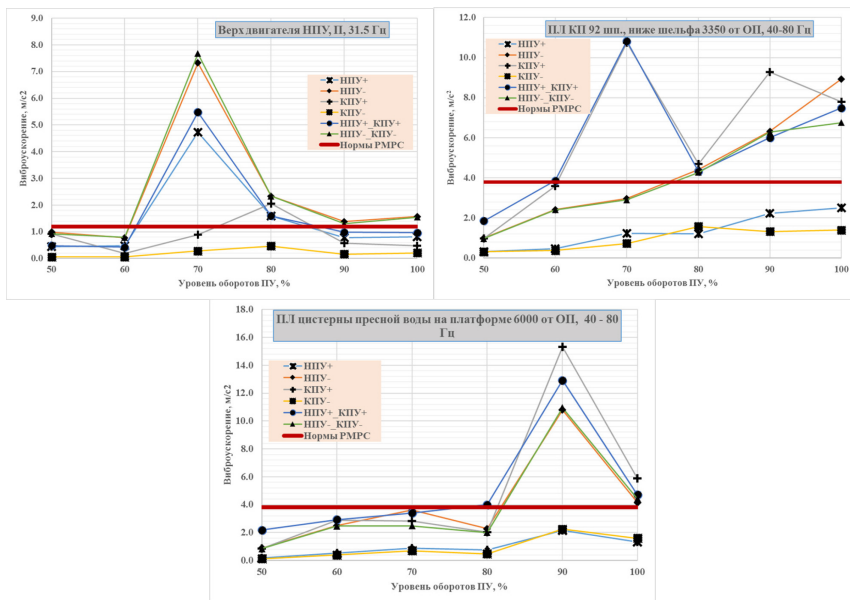 Верх двигателя НПУ, П, 31.5 Гц
9.0
8.0
7.0
6.0
5.0
4.0
3.0
2.0
1.0
0.0
Виброускорение, м/с2
НПУ+
НПУ-
КПУ+
КПУ-
НПУ+_КПУ+
НПУ-_КПУ-
Нормы РМРС
50 60 70 80 90 100
Уровень оборотов ПУ, %
ПЛ КП 92 шп., ниже шельфа 3350 от ОП, 40-80 Гц
12.0
10.0
8.0
6.0
4.0
2.0
0.0
Виброускорение, м/с²
НПУ+
НПУ-
КПУ+
КПУ-
НПУ+_КПУ+
НПУ-_КПУ-
Нормы РМРС
50 60 70 80 90 100
Уровень оборотов ПУ, %
ПЛ цистерны пресной воды на платформе 6000 от ОП, 40 - 80
Гц
18.0
16.0
14.0
12.0
10.0
8.0
6.0
4.0
2.0
0.0
Виброускорение, м/с2
НПУ+
НПУ-
КПУ+
КПУ-
НПУ+_КПУ+
НПУ-_КПУ-
Нормы РМРС
50 60 70 80 90 100
Уровень оборотов ПУ, %